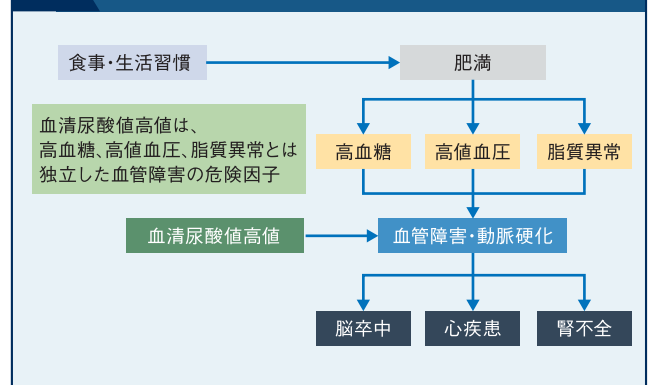 食事・生活習慣
肥満
血清尿酸値高値は、
高血糖、高値血圧、脂質異常とは
独立した血管障害の危険因子
高血糖
高値血圧
脂質異常
血清尿酸値高値
血管障害・動脈硬化
脳卒中
心疾患
腎不全